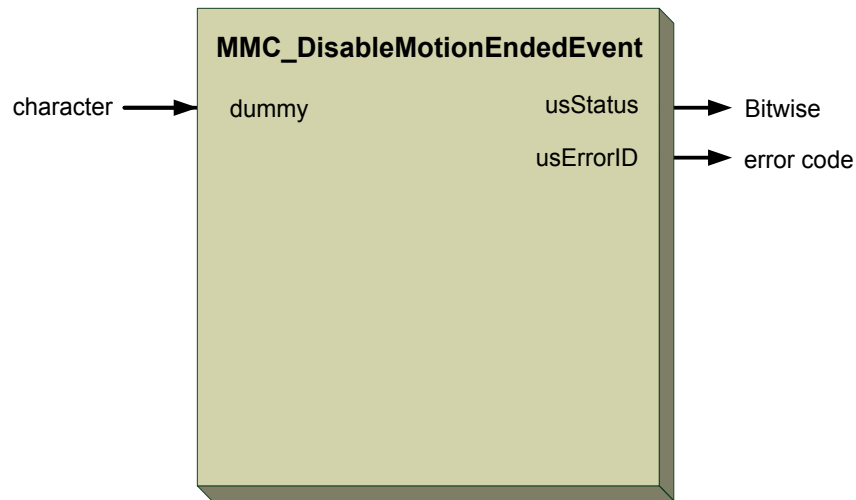 MMC_DisableMotionEndedEvent
character dummy usStatus Bitwise
usErrorID error code